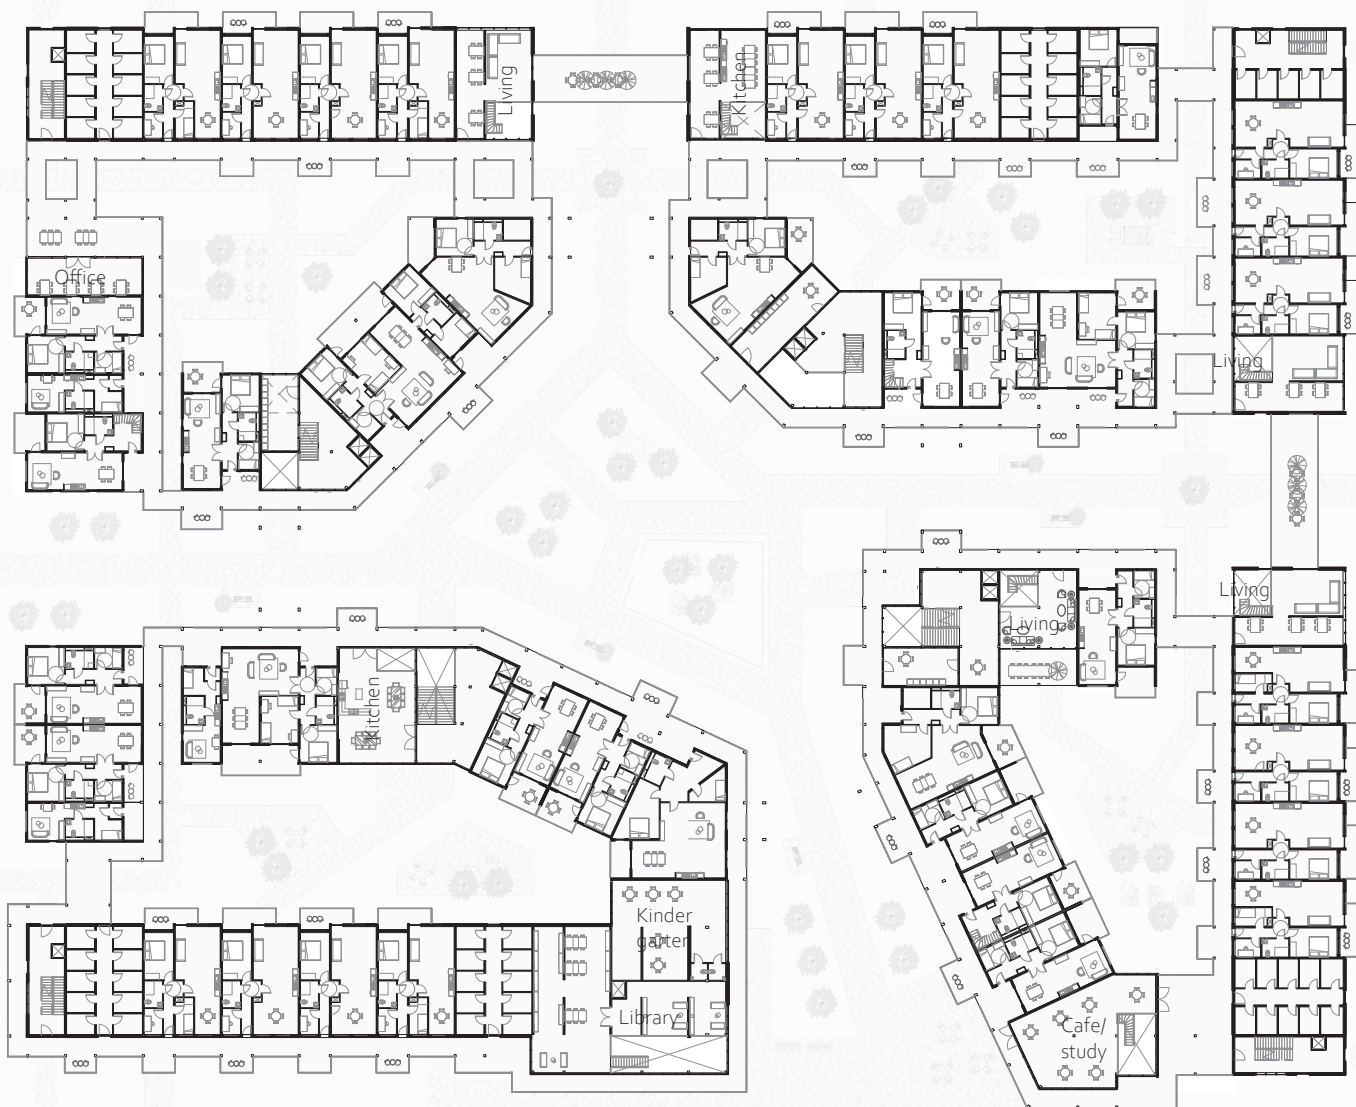 Living
Kitchen
Office
Living
Living
Living
Kitchen
Kinder
garten
Library
Cafe/
study